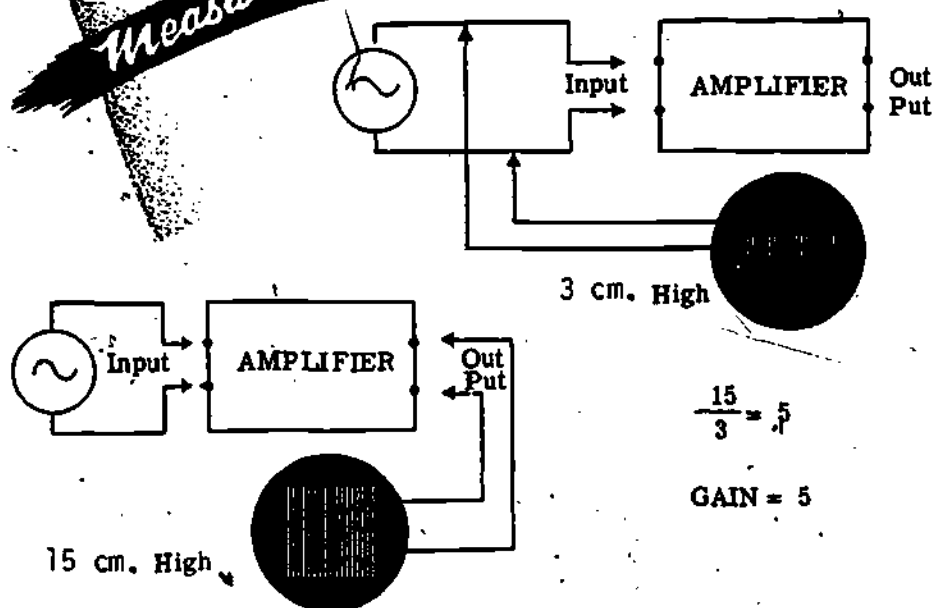 Input
AMPLIFIER
Out
Put
3 cm. High
Input
AMPLIFIER
Out
Put
15/3 = 5
GAIN = 5
15 cm. High